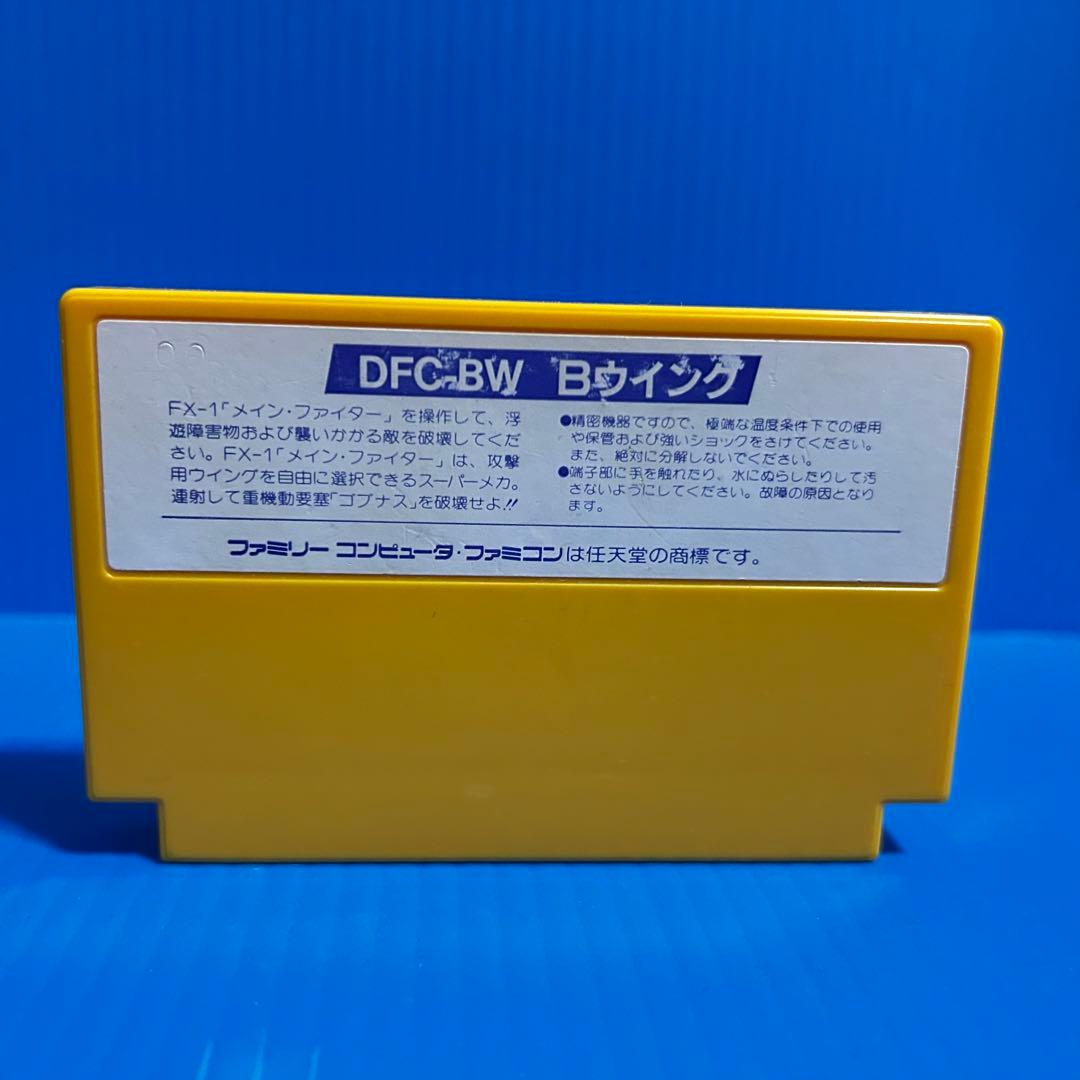 DFC-BW Bウイング
FX-1「メイン・ファイター」を操作して、浮
遊障害物および襲いかかる敵を破壊してくだ
さい。FX-1「メイン・ファイター」は、攻撃
用ウイングを自由に選択できるスーパーメカ。
連射して重機動要塞「ゴブナス」を破壊せよ!!
●精密機器ですので、極端な温度条件下での使用
や保管および強いショックをさけてください。
また、絶対に分解しないでください。
●端子部に手を触れたり、水にぬらしたりして汚
さないようにしてください。故障の原因となり
ます。
ファミリー コンピュータ・ファミコンは任天堂の商標です。